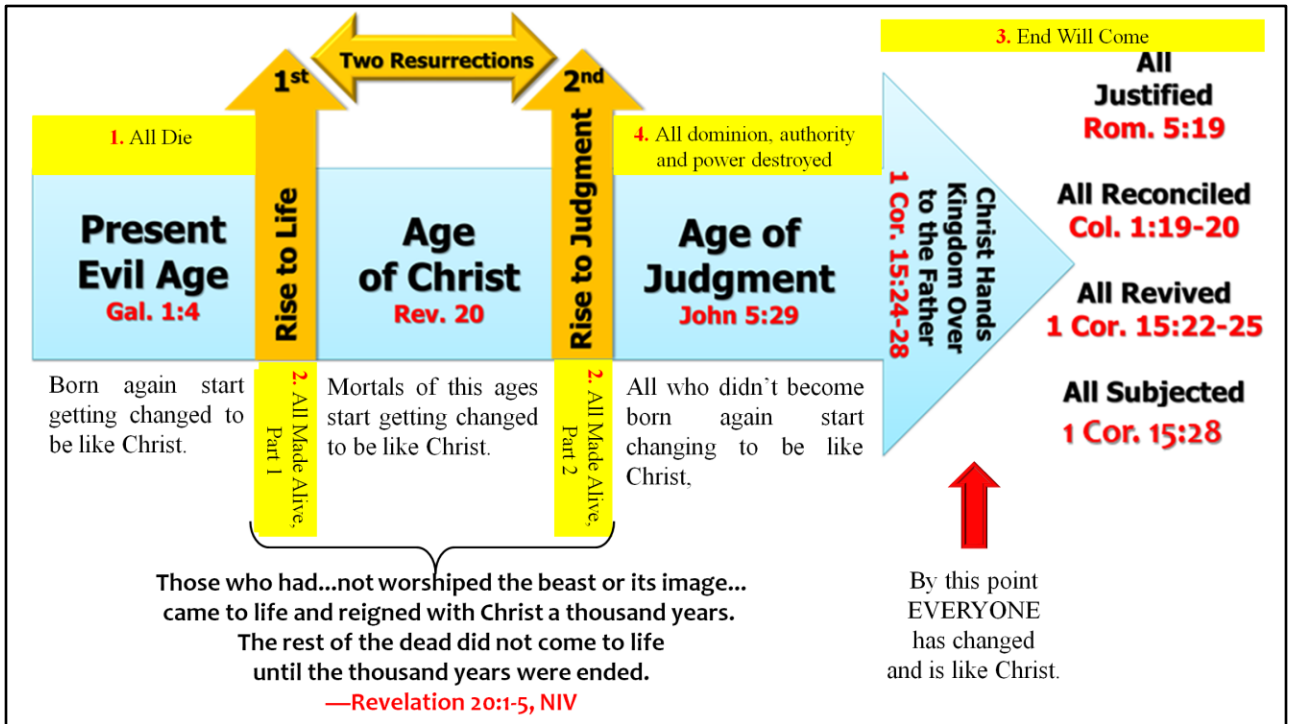 3. End Will Come
1st
Two Resurrections
2nd
1. All Die
Rise to Life
Rise to Judgment
4. All dominion, authority
and power destroyed
Present
Evil Age
Gal. 1:4
Age
of Christ
Rev. 20
Age of
Judgment
John 5:29
Christ Hands
Kingdom Over
to the Father
1 Cor. 15:24-28
All
Justified
Rom. 5:19
All Reconciled
Col. 1:19-20
All Revived
1 Cor. 15:22-25
All Subjected
1 Cor. 15:28
Born again start
getting changed to
be like Christ.
2. All Made Alive,
Part 1
Mortals of this ages
start getting changed
to be like Christ.
2. All Made Alive,
Part 2
All who didn’t become
born again start
changing to be like
Christ,
Those who had...not worshiped the beast or its image...
came to life and reigned with Christ a thousand years.
The rest of the dead did not come to life
until the thousand years were ended.
—Revelation 20:1-5, NIV
By this point
EVERYONE
has changed
and is like Christ.